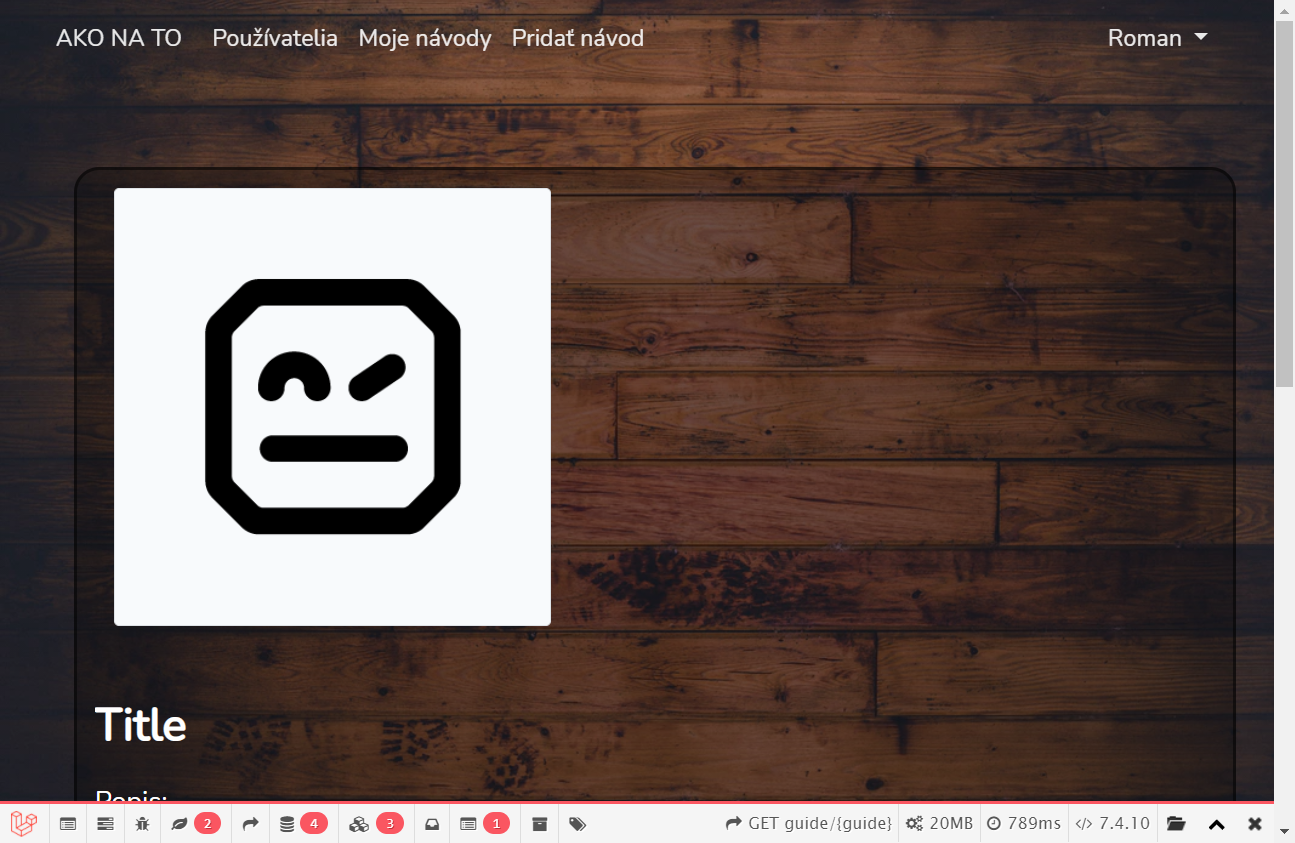 AKO NA TO Používatelia Moje návody Pridať návod Roman
Title
Popis:
2 4 3 1 GET guide/{guide} 20MB 789ms 7.4.10